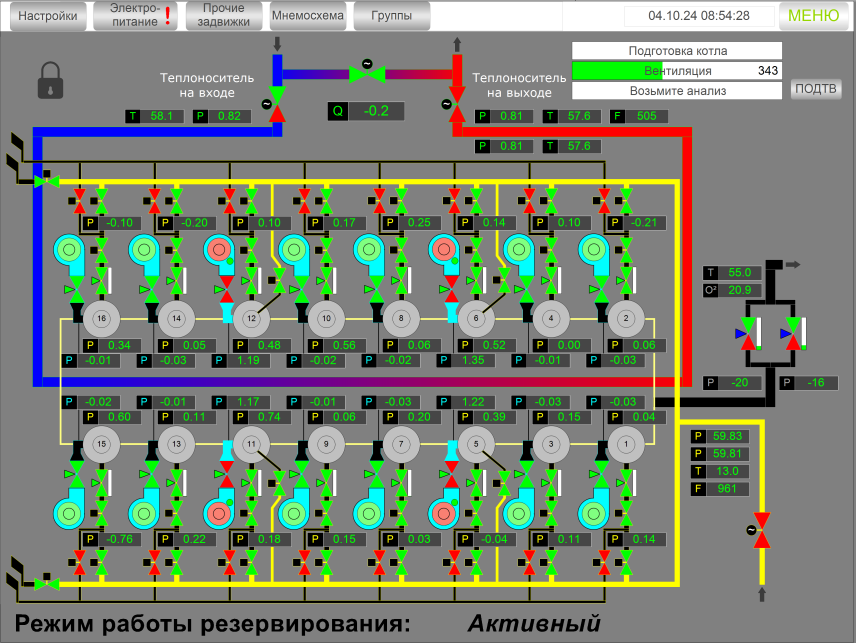 Настройки
Электро-
питание !
Прочие
задвижки
Мнемосхема
Группы
04.10.24 08:54:28
МЕНЮ
Теплоноситель
на входе
Теплоноситель
на выходе
Подготовка котла
Вентиляция 343
Возьмите анализ
ПОДТВ
T 58.1 P 0.82
Q -0.2
P 0.81 T 57.6 F 505
P 0.81 T 57.6
P -0.10 P -0.20 P 0.10 P 0.17 P 0.25 P 0.14 P 0.10 P -0.21
T 55.0
O² 20.9
16 14 12 10 8 6 4 2
P 0.34 P 0.05 P 0.48 P 0.56 P 0.06 P 0.52 P 0.00 P 0.06
P -0.01 P -0.03 P 1.19 P -0.02 P -0.02 P 1.35 P -0.01 P -0.03
P -20 P -16
P -0.02 P -0.01 P 1.17 P -0.01 P -0.03 P 1.22 P -0.03 P -0.03
P 0.60 P 0.11 P 0.74 P 0.06 P 0.20 P 0.39 P 0.15 P 0.04
15 13 11 9 7 5 3 1
P 59.83
P 59.81
T 13.0
F 961
P -0.76 P 0.22 P 0.18 P 0.15 P 0.03 P -0.04 P 0.11 P 0.14
Режим работы резервирования: Активный